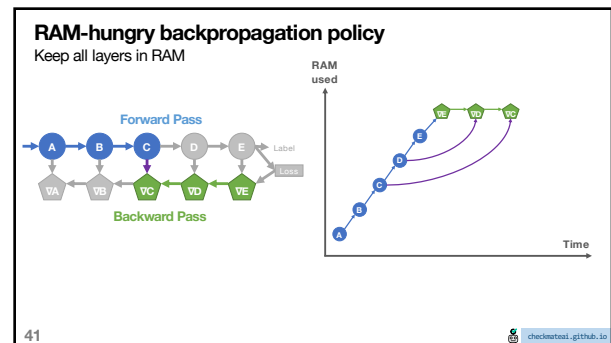 RAM-hungry backpropagation policy
Keep all layers in RAM
Forward Pass
A B C D E Label
Loss
∇A ∇B ∇C ∇D ∇E
Backward Pass
RAM
used
∇E ∇D ∇C
E
D
C
B
A
Time
41
checkmateai.github.io